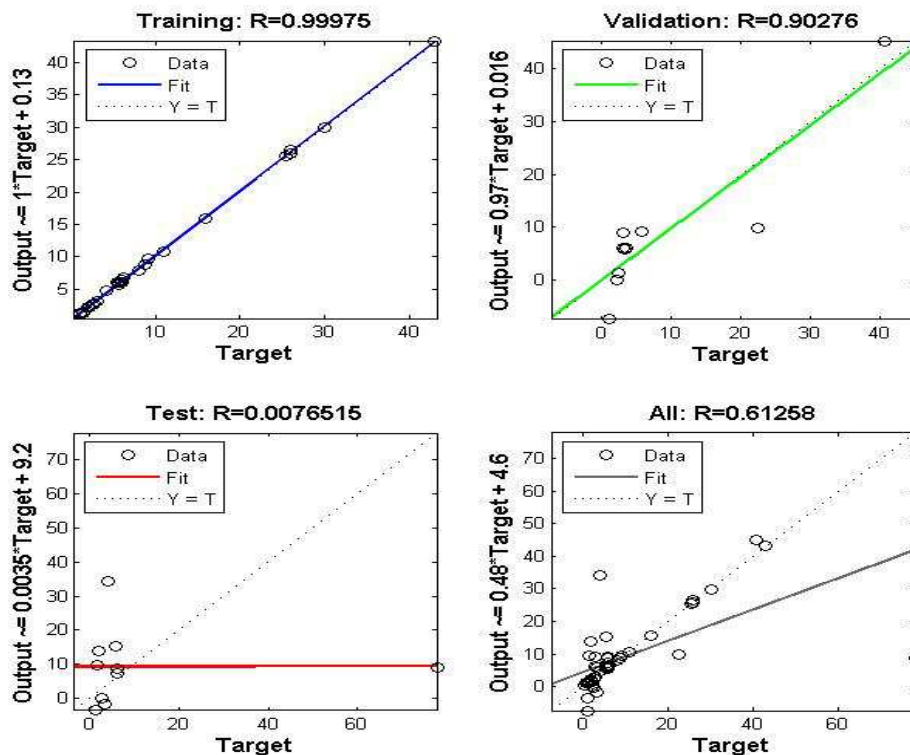 Training: R=0.99975
Output ~= 1*Target + 0.13
40
35
30
25
20
15
10
5
Data
Fit
Y = T
10
20
30
40
Target
Validation: R=0.90276
Output ~= 0.97*Target + 0.016
40
30
20
10
0
Data
Fit
Y = T
0
10
20
30
40
Target
Test: R=0.0076515
Output ~= 0.0035*Target + 9.2
70
60
50
40
30
20
10
0
Data
Fit
Y = T
0
20
40
60
Target
All: R=0.61258
Output ~= 0.48*Target + 4.6
70
60
50
40
30
20
10
0
Data
Fit
Y = T
0
20
40
60
Target